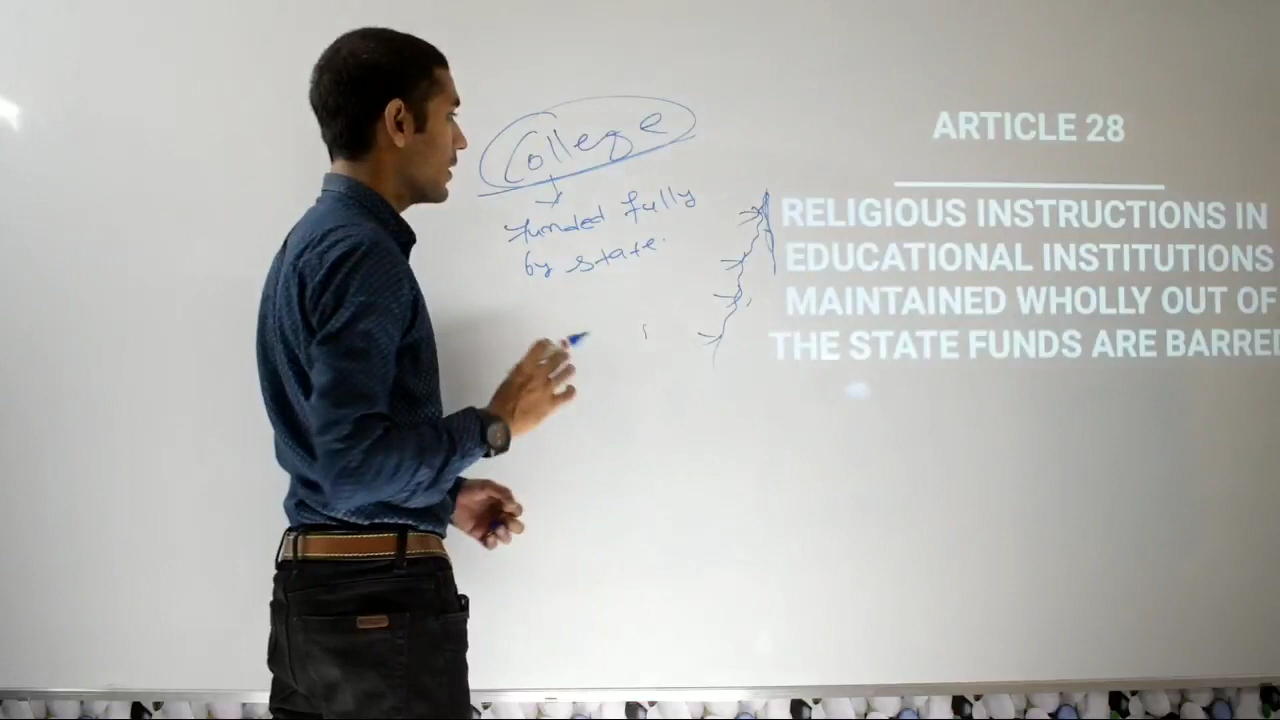 College
funded fully
by state.
ARTICLE 28
RELIGIOUS INSTRUCTIONS IN
EDUCATIONAL INSTITUTIONS
MAINTAINED WHOLLY OUT OF
THE STATE FUNDS ARE BARRED